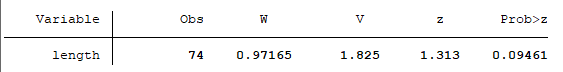 Variable Obs W V z Prob>z
length 74 0.97165 1.825 1.313 0.09461